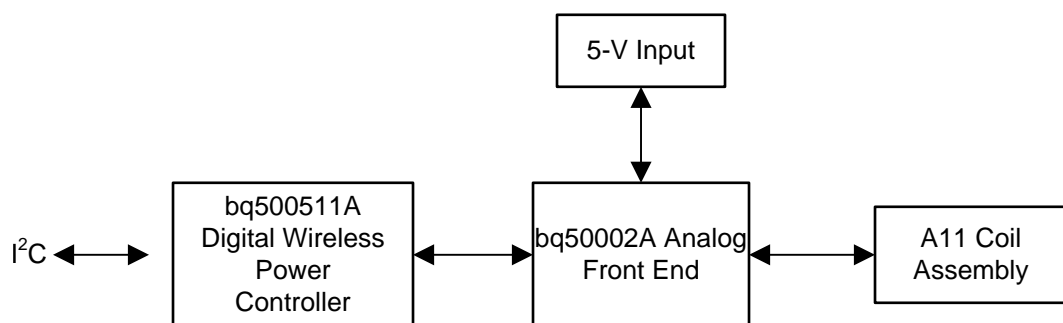 5-V Input
bq500511A
Digital Wireless
Power
Controller
I²C
bq50002A Analog
Front End
A11 Coil
Assembly